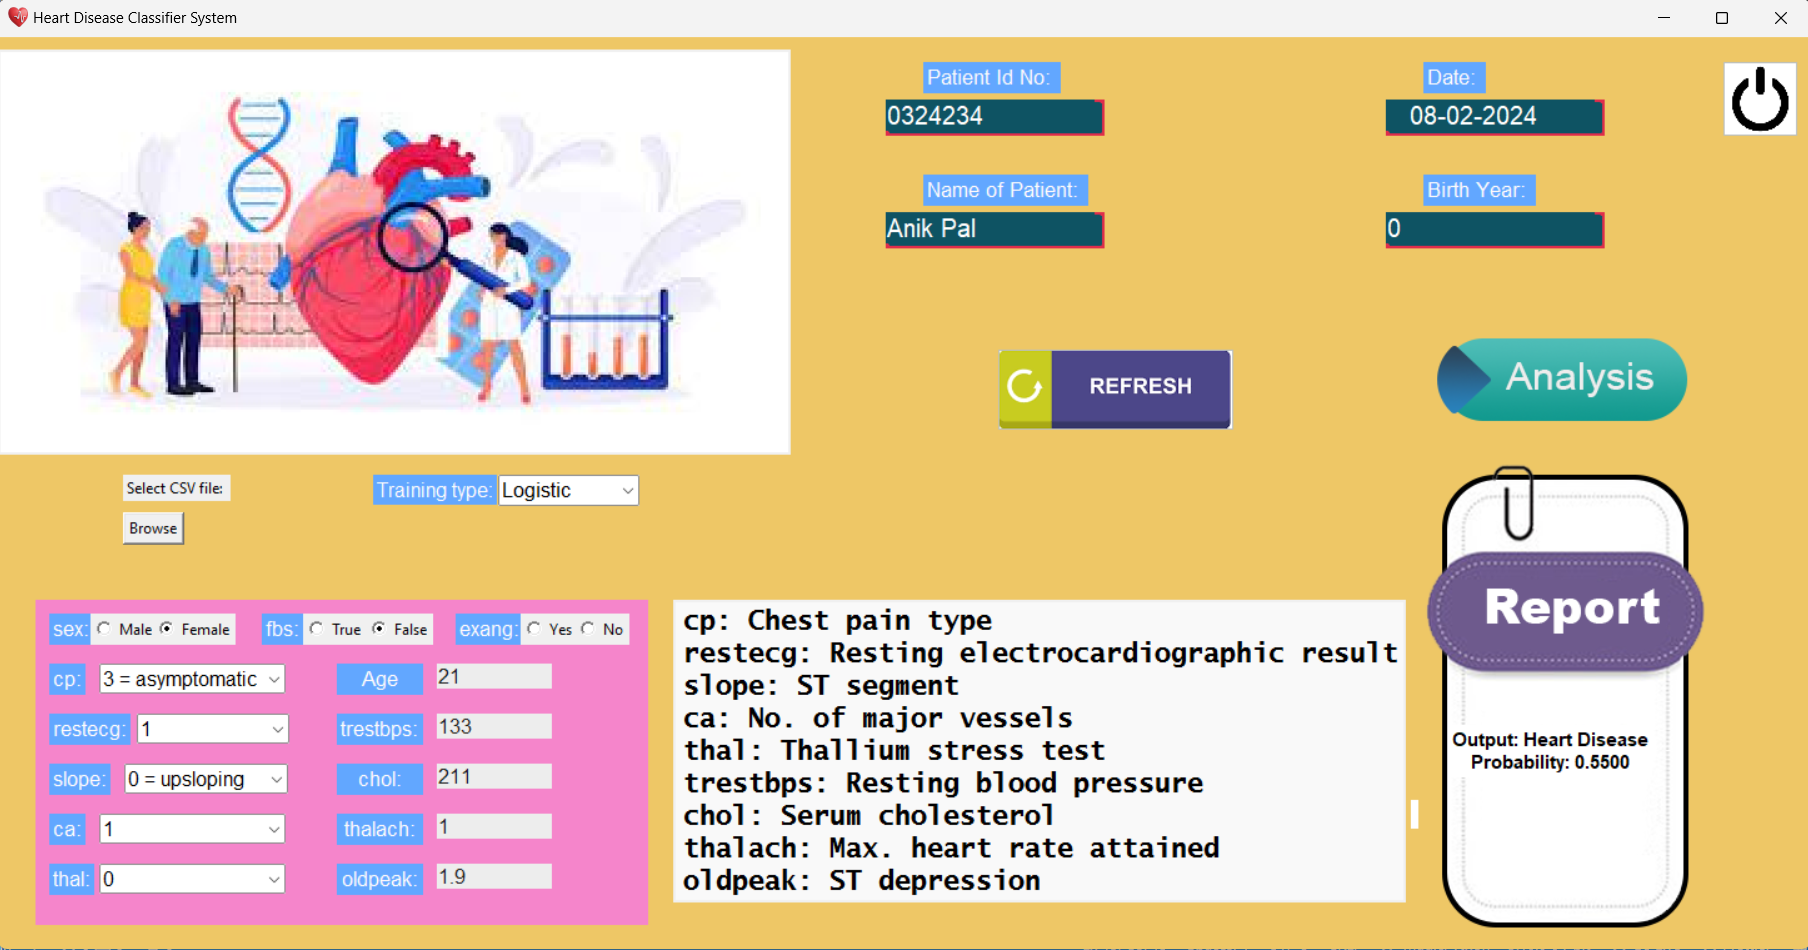 Heart Disease Classifier System
Patient Id No:
0324234
Date:
08-02-2024
Name of Patient:
Anik Pal
Birth Year:
0
REFRESH
Analysis
Select CSV file:
Browse
Training type: Logistic
sex: Male Female fbs: True False exang: Yes No
cp: 3 = asymptomatic Age 21
restecg: 1 trestbps: 133
slope: 0 = upsloping chol: 211
ca: 1 thalach: 1
thal: 0 oldpeak: 1.9
cp: Chest pain type
restecg: Resting electrocardiographic result
slope: ST segment
ca: No. of major vessels
thal: Thallium stress test
trestbps: Resting blood pressure
chol: Serum cholesterol
thalach: Max. heart rate attained
oldpeak: ST depression
Report
Output: Heart Disease
Probability: 0.5500